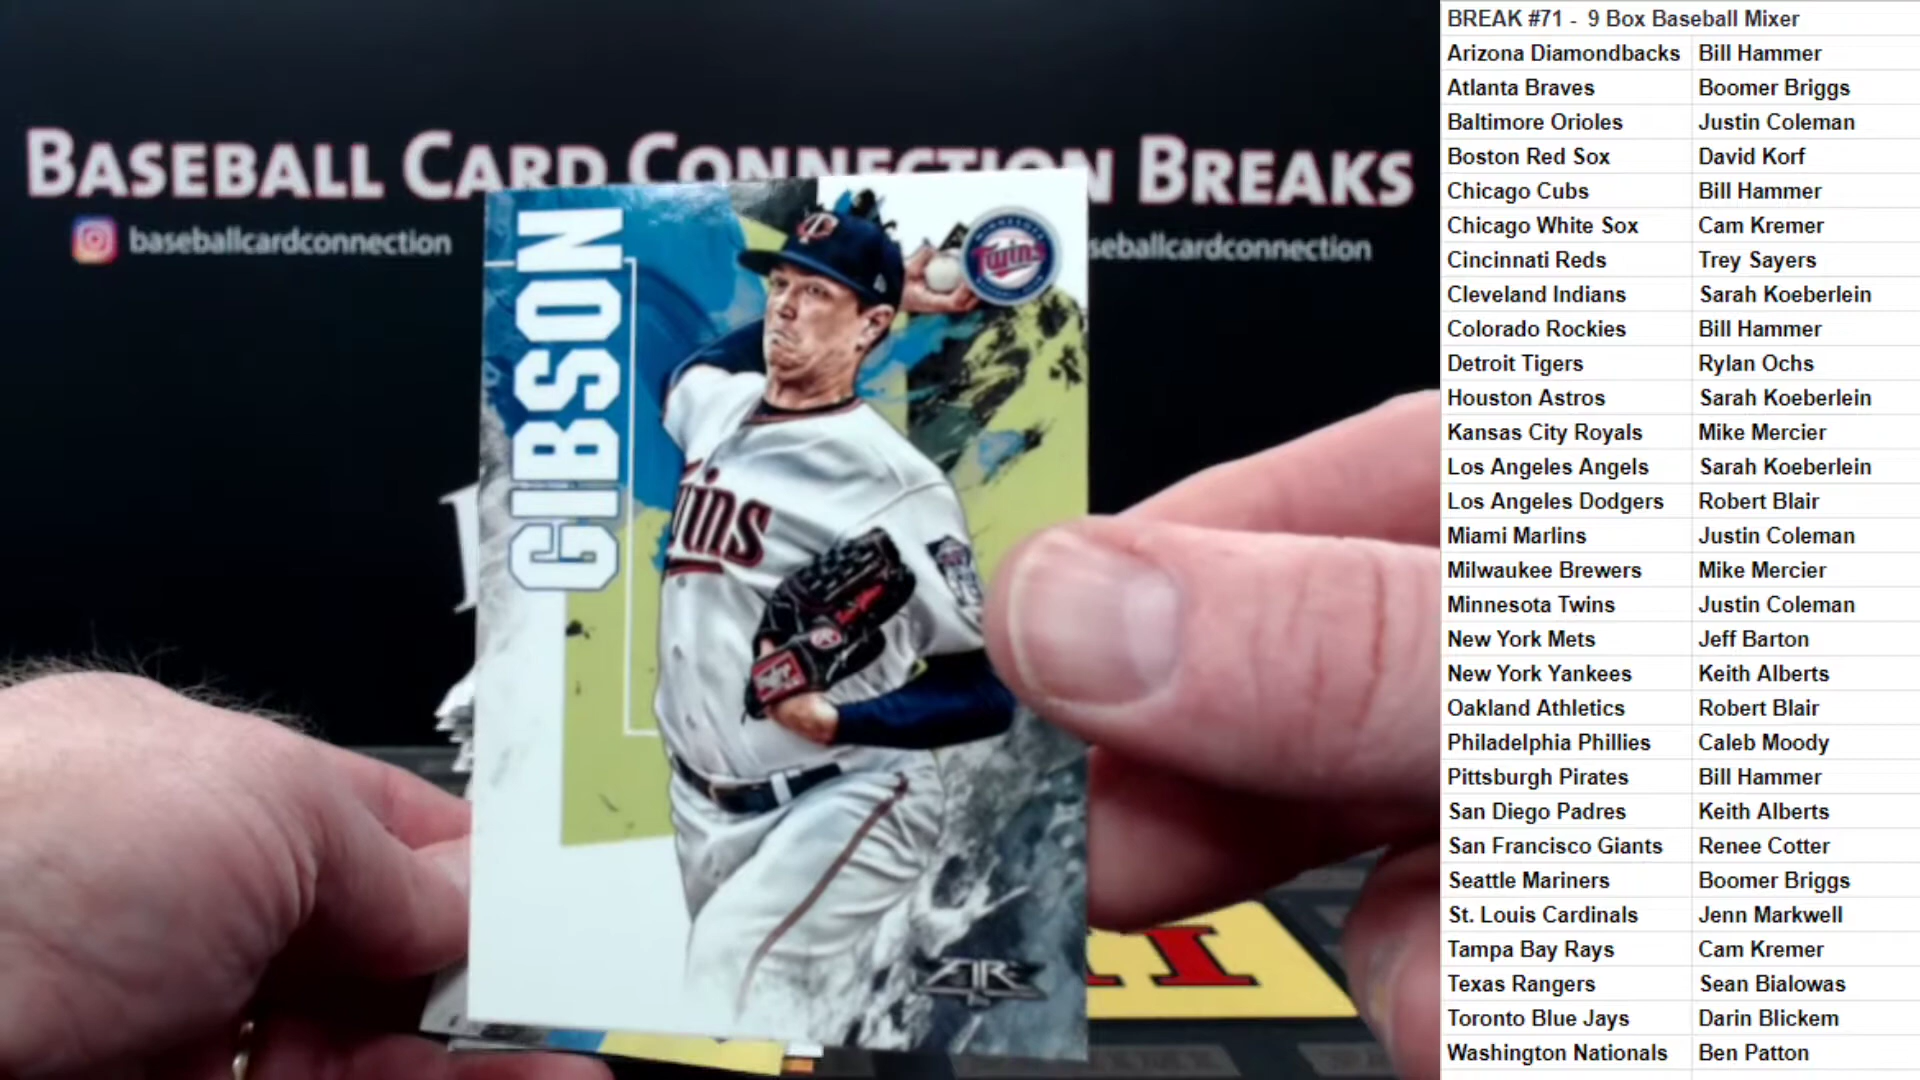 BASEBALL CARD CONNECTION BREAKS
baseballcardconnection
seballcardconnection
GIBSON
Twins
wins
FIRE
BREAK #71 - 9 Box Baseball Mixer
Arizona Diamondbacks Bill Hammer
Atlanta Braves Boomer Briggs
Baltimore Orioles Justin Coleman
Boston Red Sox David Korf
Chicago Cubs Bill Hammer
Chicago White Sox Cam Kremer
Cincinnati Reds Trey Sayers
Cleveland Indians Sarah Koeberlein
Colorado Rockies Bill Hammer
Detroit Tigers Rylan Ochs
Houston Astros Sarah Koeberlein
Kansas City Royals Mike Mercier
Los Angeles Angels Sarah Koeberlein
Los Angeles Dodgers Robert Blair
Miami Marlins Justin Coleman
Milwaukee Brewers Mike Mercier
Minnesota Twins Justin Coleman
New York Mets Jeff Barton
New York Yankees Keith Alberts
Oakland Athletics Robert Blair
Philadelphia Phillies Caleb Moody
Pittsburgh Pirates Bill Hammer
San Diego Padres Keith Alberts
San Francisco Giants Renee Cotter
Seattle Mariners Boomer Briggs
St. Louis Cardinals Jenn Markwell
Tampa Bay Rays Cam Kremer
Texas Rangers Sean Bialowas
Toronto Blue Jays Darin Blickem
Washington Nationals Ben Patton